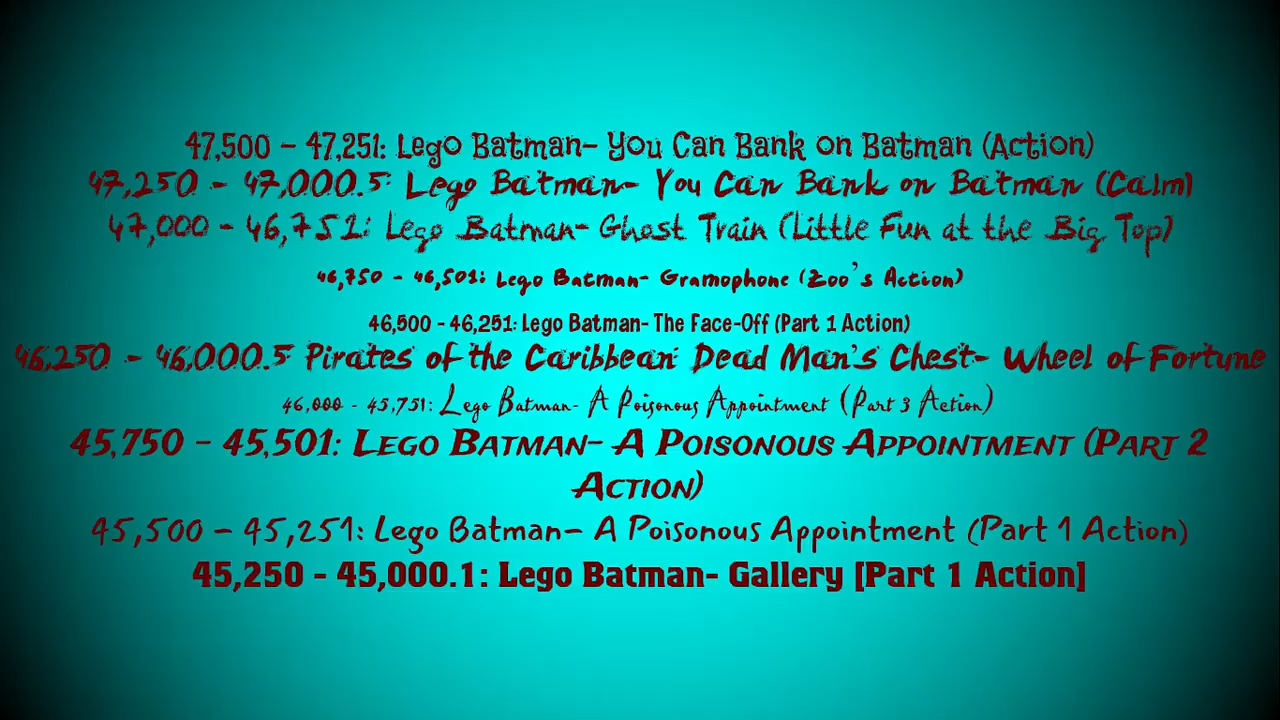 47,500 – 47,251: Lego Batman– You Can Bank on Batman (Action)
47,250 – 47,000.5: Lego Batman– You Can Bank on Batman (Calm)
47,000 – 46,751: Lego Batman– Ghost Train (Little Fun at the Big Top)
46,750 – 46,501: Lego Batman– Gramophone (Zoo's Action)
46,500 – 46,251: Lego Batman– The Face-Off (Part 1 Action)
46,250 – 46,000.5 Pirates of the Caribbean: Dead Man's Chest– Wheel of Fortune
46,000 – 45,751: Lego Batman– A Poisonous Appointment (Part 3 Action)
45,750 – 45,501: Lego Batman– A Poisonous Appointment (Part 2
Action)
45,500 – 45,251: Lego Batman– A Poisonous Appointment (Part 1 Action)
45,250 – 45,000.1: Lego Batman– Gallery [Part 1 Action]